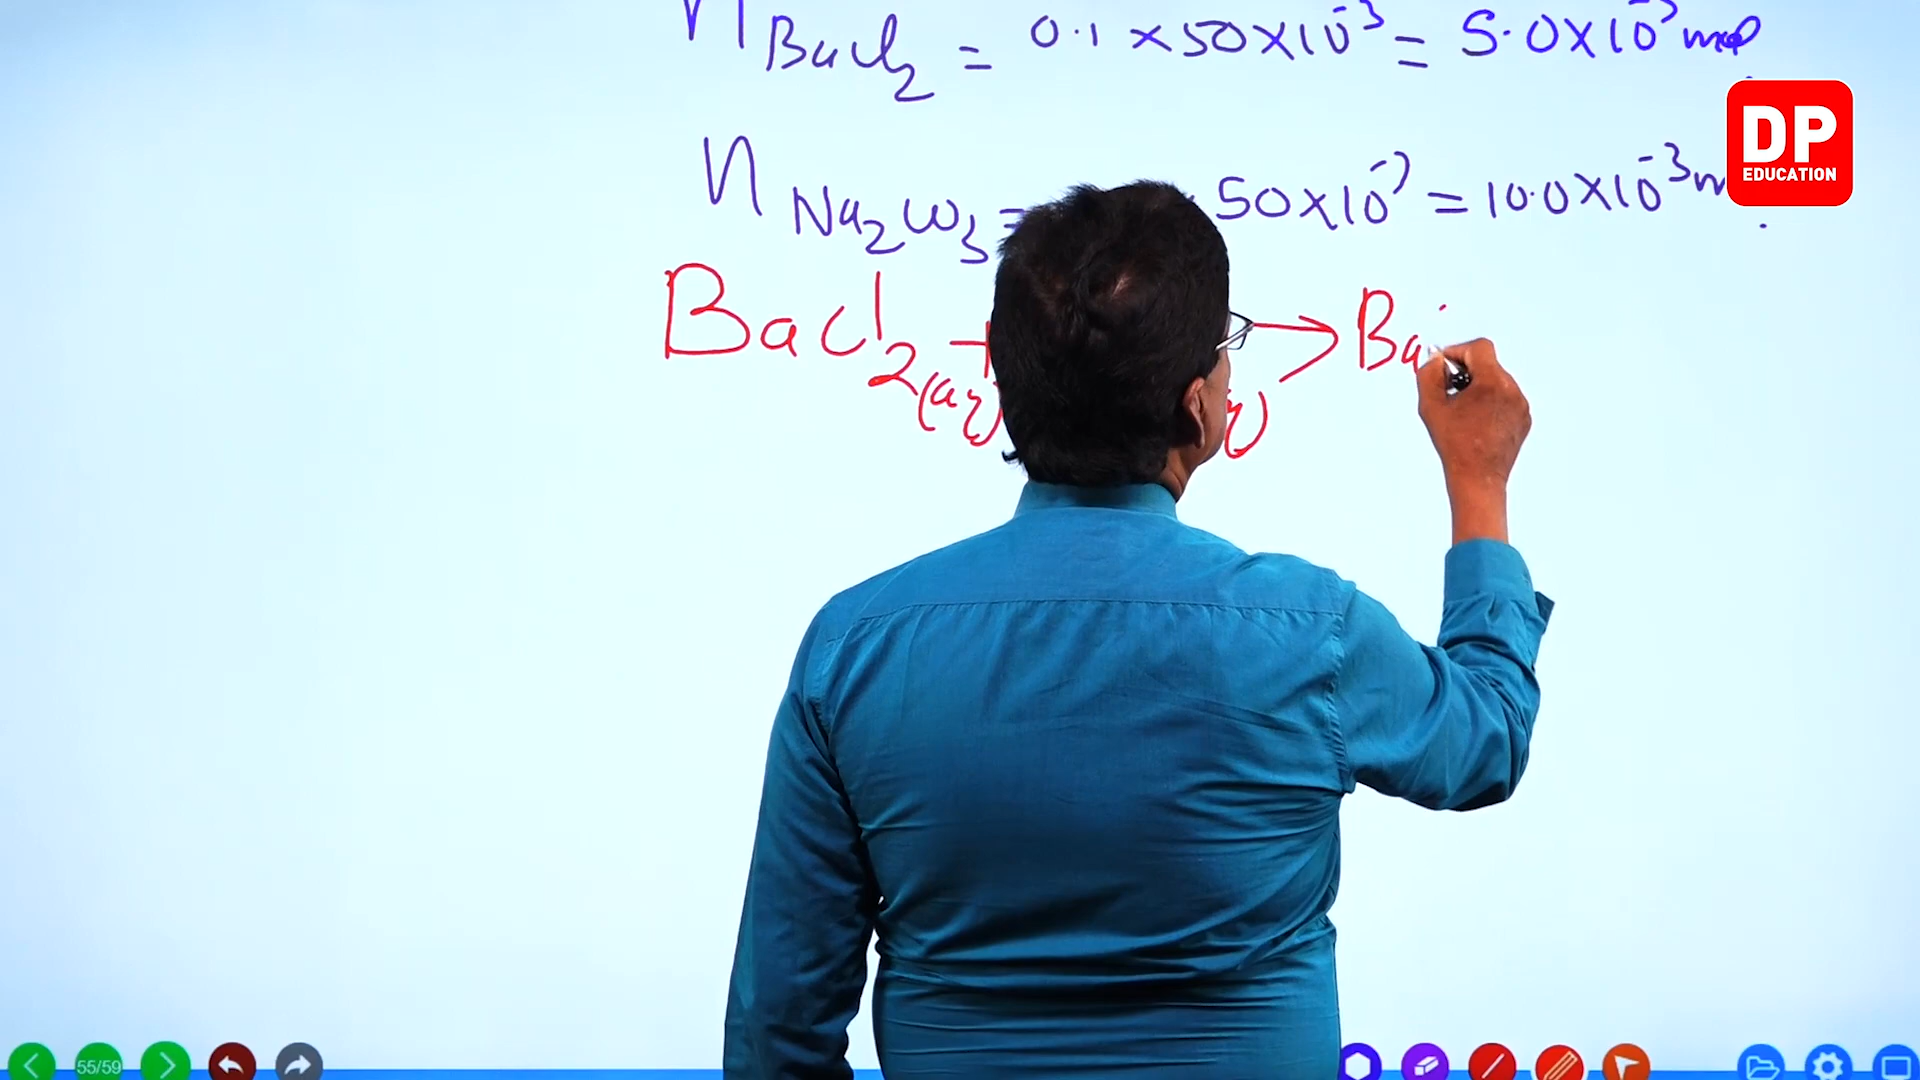 n BaCl₂ = 0.1 × 50 × 10⁻³ = 5.0 × 10⁻³ mol
DP
EDUCATION
n Na₂CO₃ = 50 × 10⁻³ = 10.0 × 10⁻³ m
BaCl₂(aq) + q) → Ba
55/59